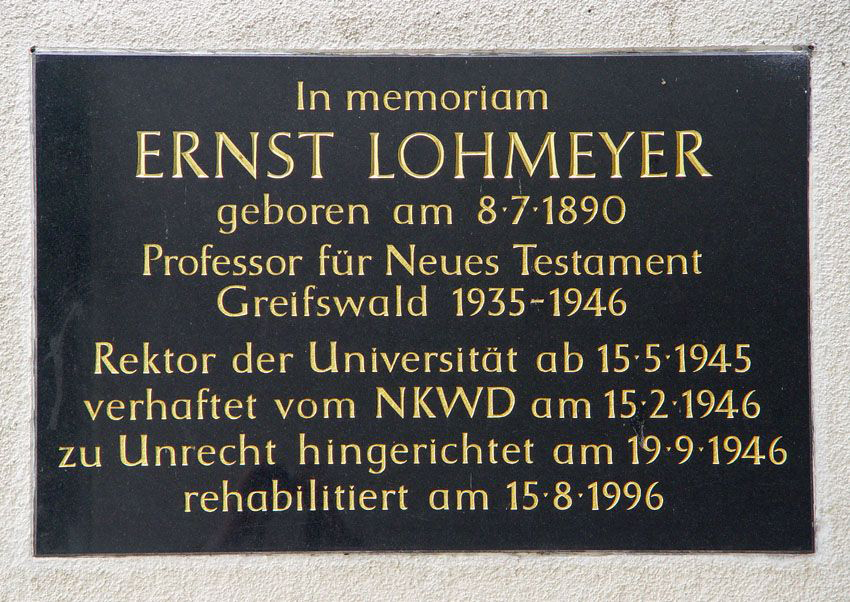 In memoriam
ERNST LOHMEYER
geboren am 8·7·1890
Professor für Neues Testament
Greifswald 1935-1946
Rektor der Universität ab 15·5·1945
verhaftet vom NKWD am 15·2·1946
zu Unrecht hingerichtet am 19·9·1946
rehabilitiert am 15·8·1996